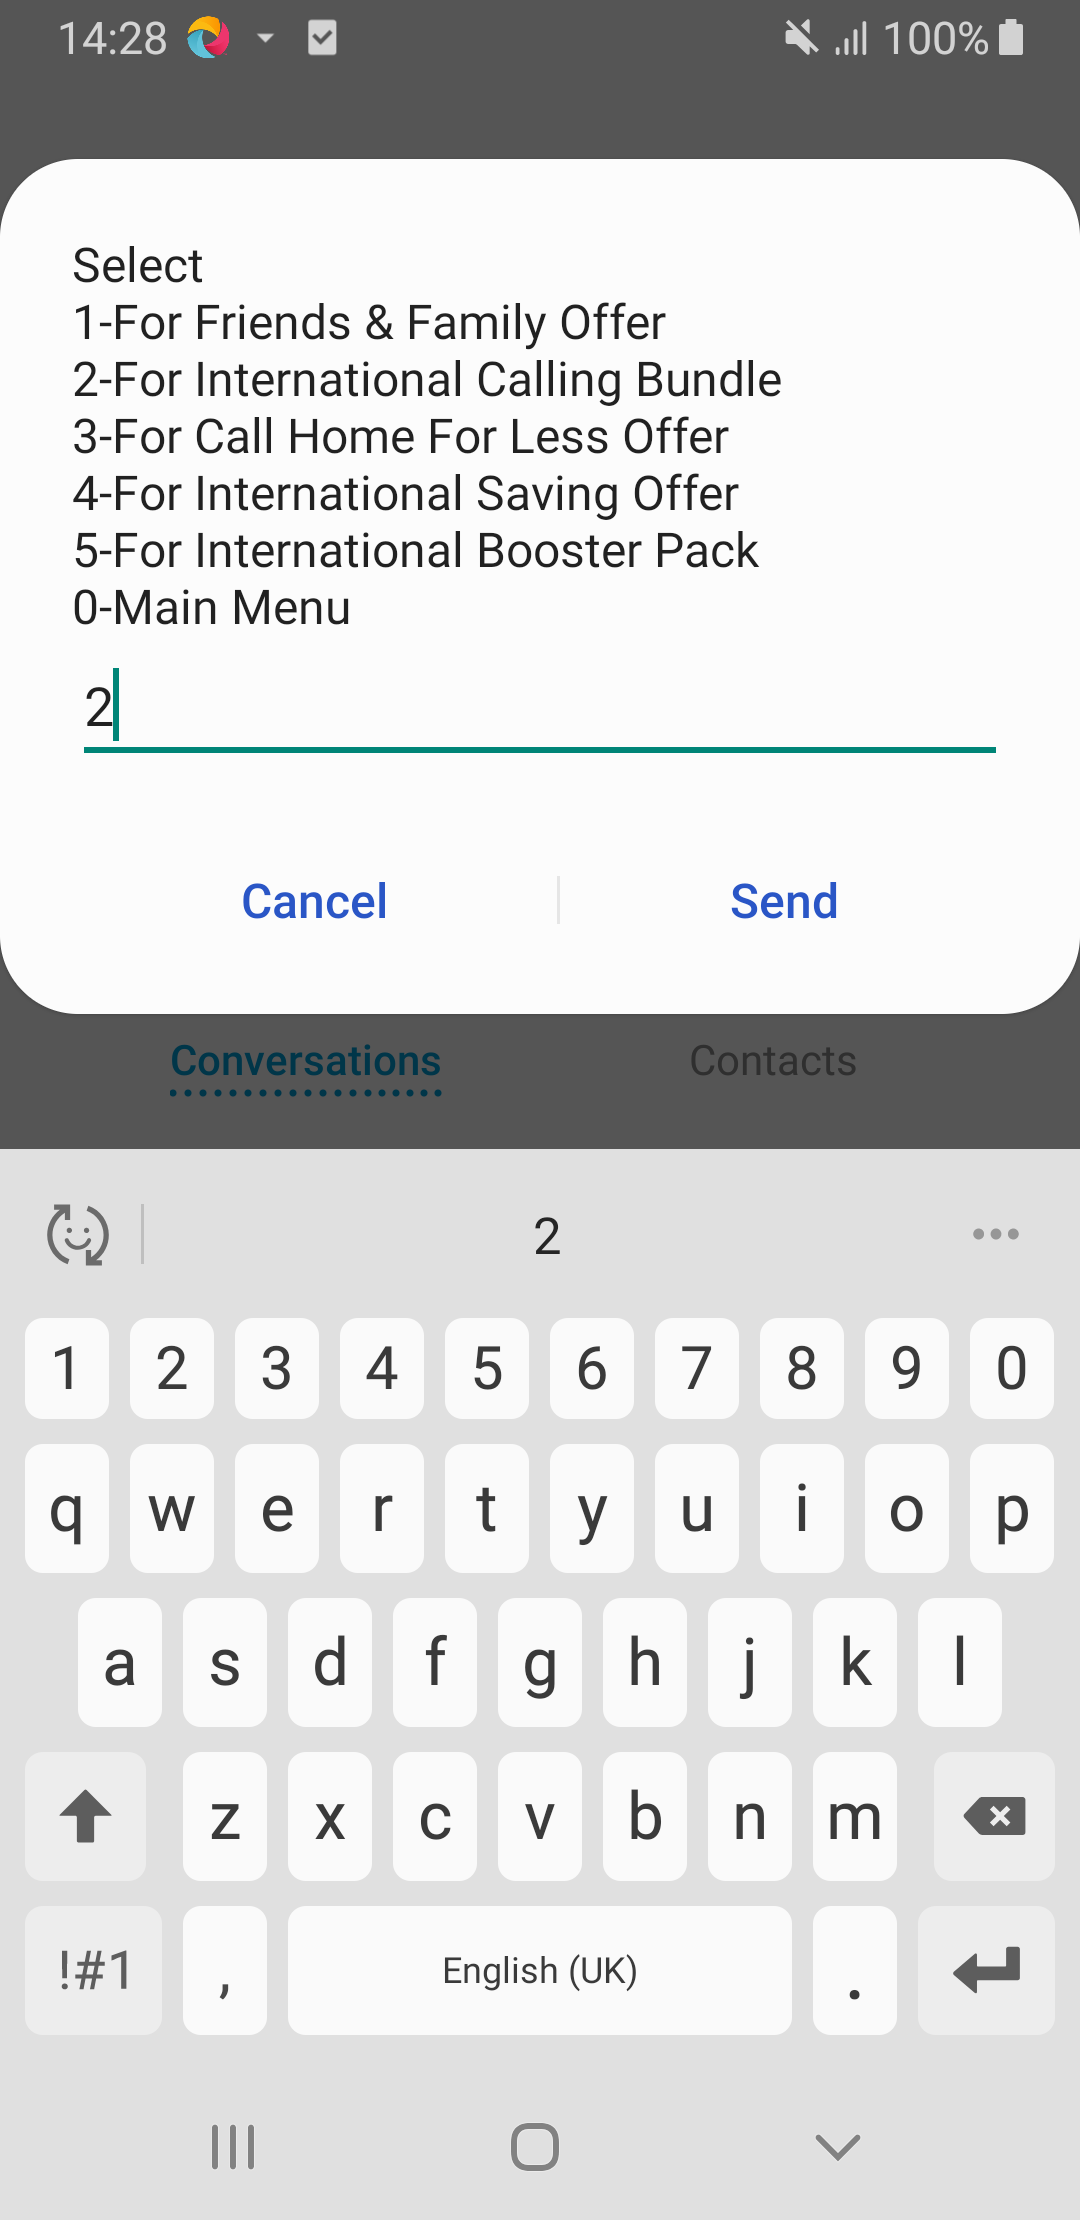 14:28
100%
Select
1-For Friends & Family Offer
2-For International Calling Bundle
3-For Call Home For Less Offer
4-For International Saving Offer
5-For International Booster Pack
0-Main Menu
2
Cancel
Send
Conversations
Contacts
2
1 2 3 4 5 6 7 8 9 0
q w e r t y u i o p
a s d f g h j k l
z x c v b n m
!#1 , English (UK) .